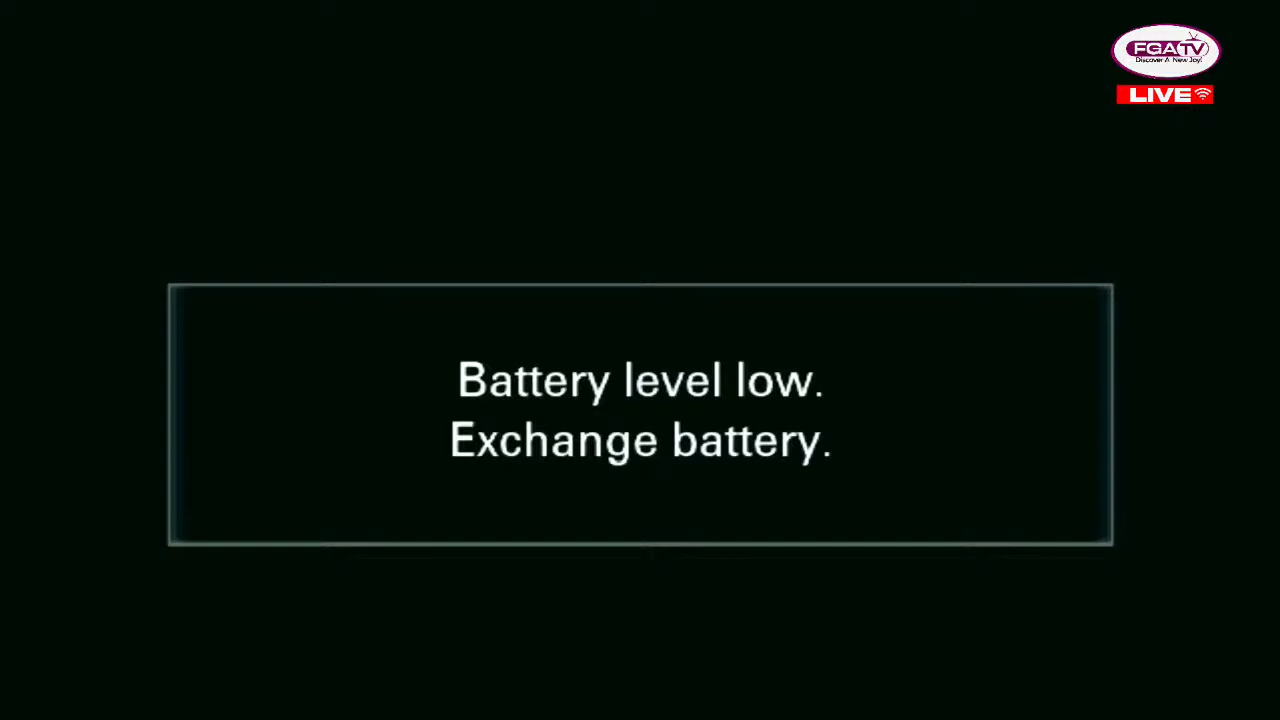 FGATV
Discover A New Joy!
LIVE
Battery level low.
Exchange battery.